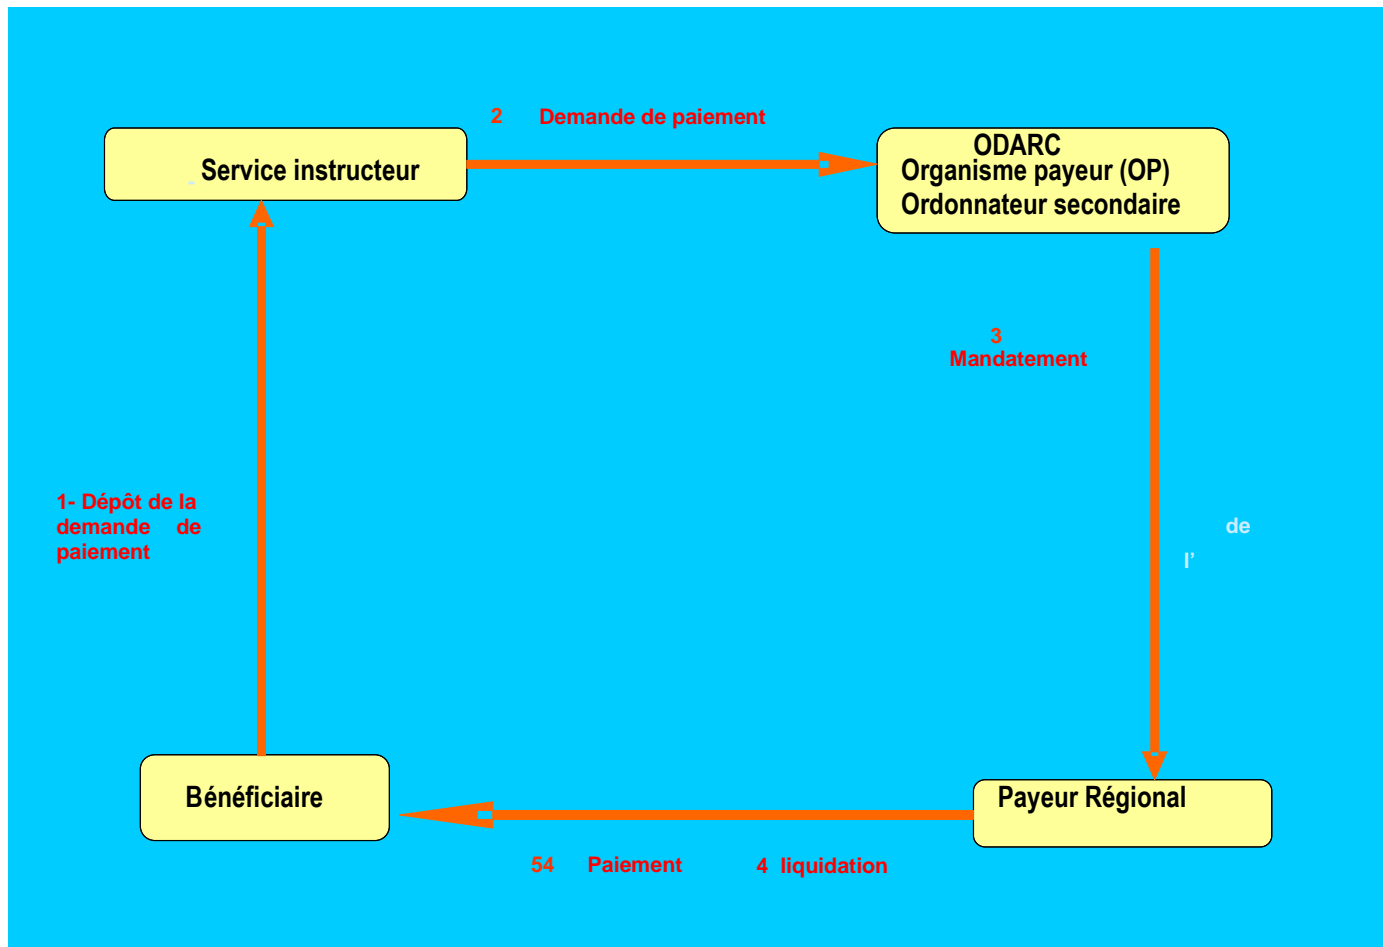 2 Demande de paiement
- Service instructeur
ODARC
Organisme payeur (OP)
Ordonnateur secondaire
3
Mandatement
1- Dépôt de la
demande de
paiement
de
l’
Bénéficiaire
Payeur Régional
54 Paiement 4 liquidation